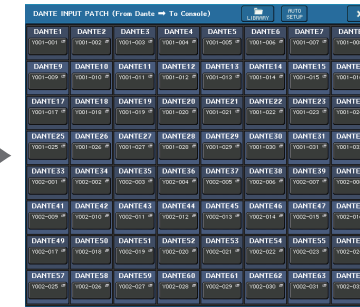 DANTE INPUT PATCH (From Dante ➡ To Console) LIBRARY AUTO SETUP
DANTE1 DANTE2 DANTE3 DANTE4 DANTE5 DANTE6 DANTE7
Y001-001 Y001-002 Y001-003 Y001-004 Y001-005 Y001-006 Y001-007
DANTE9 DANTE10 DANTE11 DANTE12 DANTE13 DANTE14 DANTE15
Y001-009 Y001-010 Y001-011 Y001-012 Y001-013 Y001-014 Y001-015
DANTE17 DANTE18 DANTE19 DANTE20 DANTE21 DANTE22 DANTE23
Y001-017 Y001-018 Y001-019 Y001-020 Y001-021 Y001-022 Y001-023
DANTE25 DANTE26 DANTE27 DANTE28 DANTE29 DANTE30 DANTE31
Y001-025 Y001-026 Y001-027 Y001-028 Y001-029 Y001-030 Y001-031
DANTE33 DANTE34 DANTE35 DANTE36 DANTE37 DANTE38 DANTE39
Y002-001 Y002-002 Y002-003 Y002-004 Y002-005 Y002-006 Y002-007
DANTE41 DANTE42 DANTE43 DANTE44 DANTE45 DANTE46 DANTE47
Y002-009 Y002-010 Y002-011 Y002-012 Y002-013 Y002-014 Y002-015
DANTE49 DANTE50 DANTE51 DANTE52 DANTE53 DANTE54 DANTE55
Y002-017 Y002-018 Y002-019 Y002-020 Y002-021 Y002-022 Y002-023
DANTE57 DANTE58 DANTE59 DANTE60 DANTE61 DANTE62 DANTE63
Y002-025 Y002-026 Y002-027 Y002-028 Y002-029 Y002-030 Y002-031